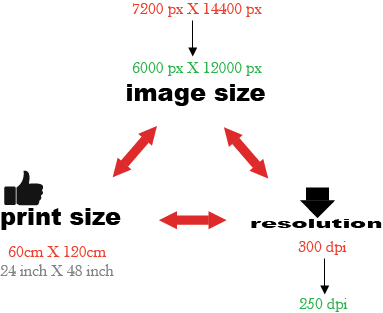 7200 px X 14400 px
6000 px X 12000 px
image size
print size
60cm X 120cm
24 inch X 48 inch
resolution
300 dpi
250 dpi